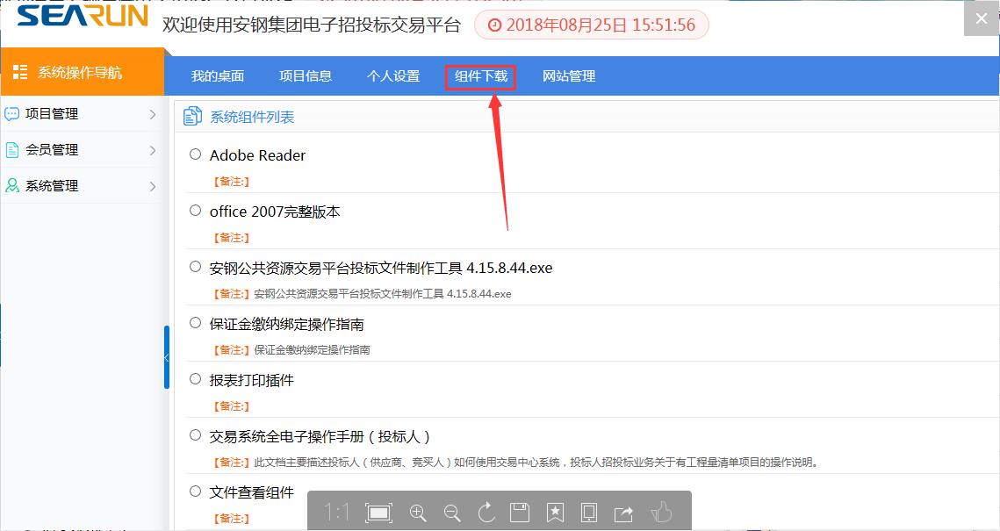 SEARUN
欢迎使用安钢集团电子招投标交易平台
2018年08月25日 15:51:56
系统操作导航
我的桌面
项目信息
个人设置
组件下载
网站管理
项目管理
会员管理
系统管理
系统组件列表
Adobe Reader
【备注:】
office 2007完整版本
【备注:】
安钢公共资源交易平台投标文件制作工具 4.15.8.44.exe
【备注:】安钢公共资源交易平台投标文件制作工具 4.15.8.44.exe
保证金缴纳绑定操作指南
【备注:】保证金缴纳绑定操作指南
报表打印插件
【备注:】
交易系统全电子操作手册（投标人）
【备注:】此文档主要描述投标人（供应商、竞买人）如何使用交易中心系统，投标人招投标业务关于有工程量清单项目的操作说明。
文件查看组件
【备注:】
1:1